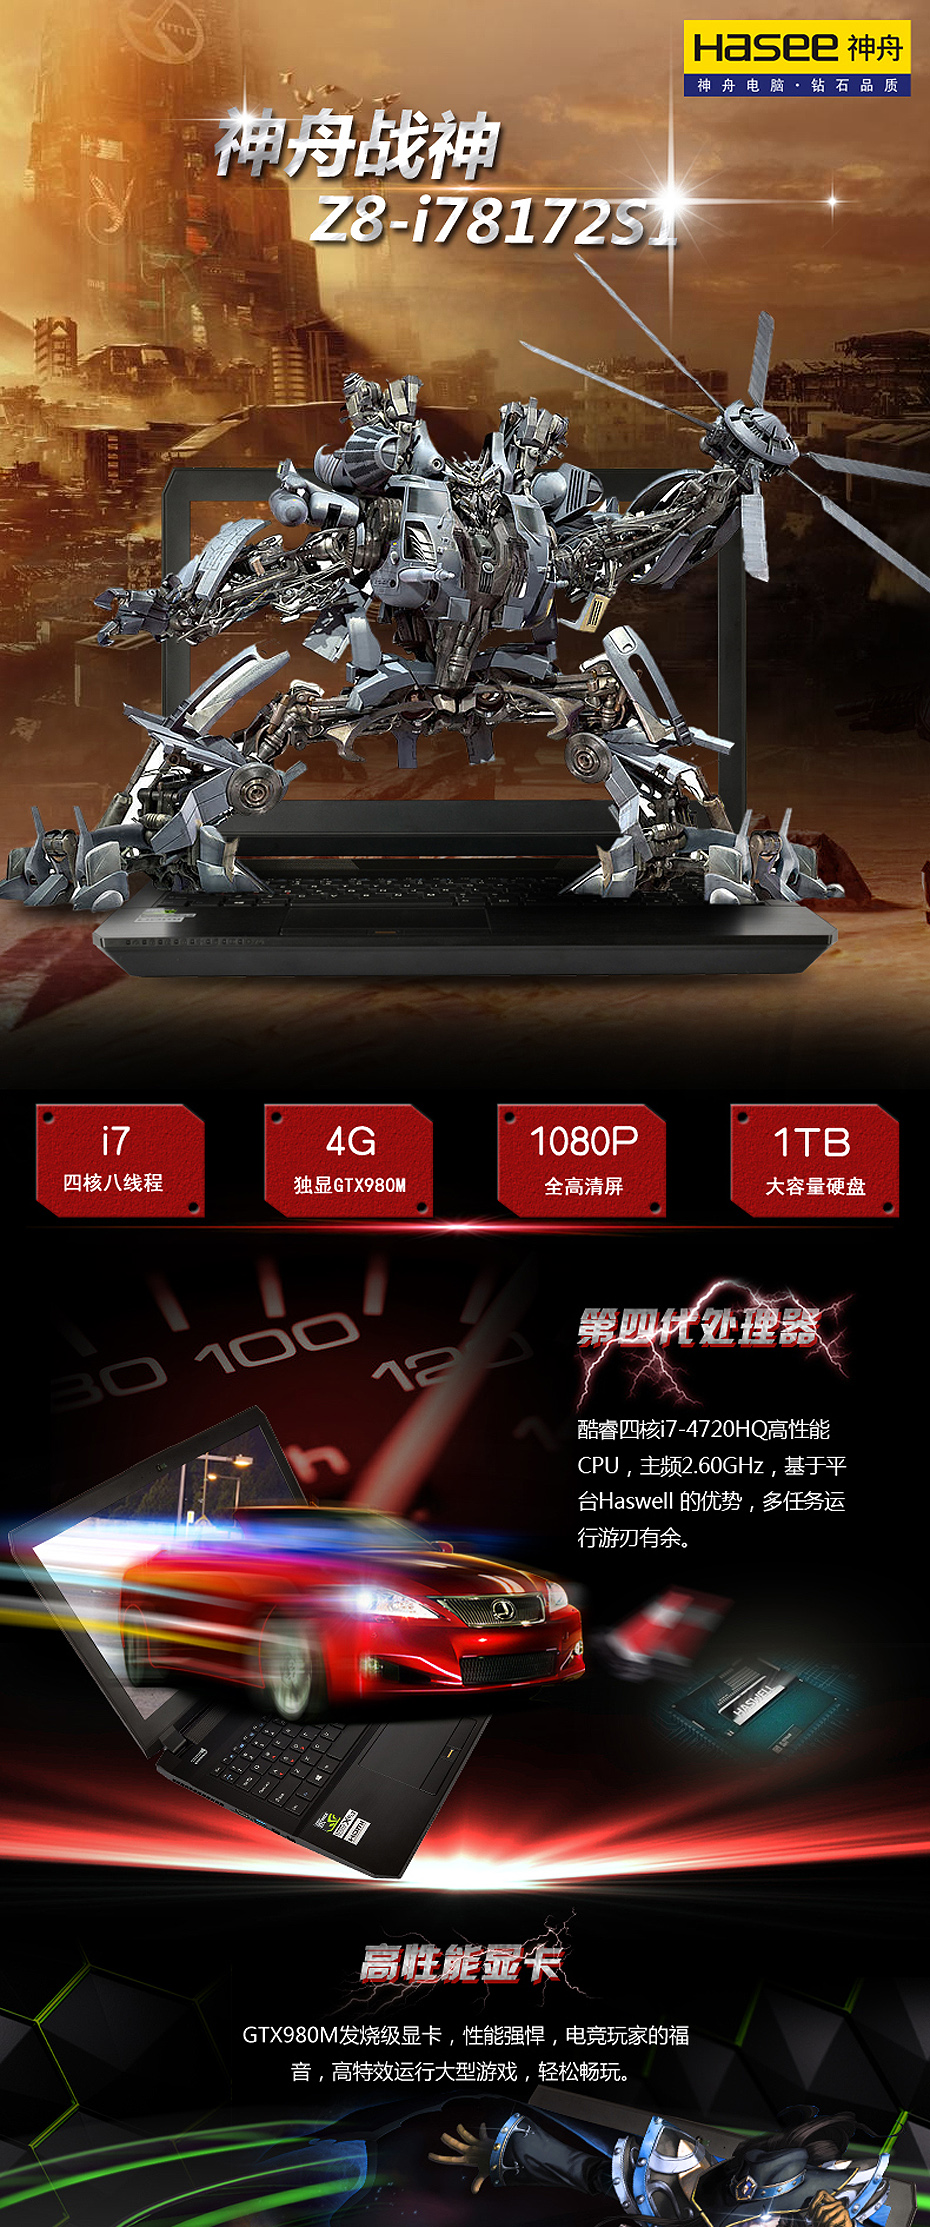 Hasee 神舟
神舟电脑·钻石品质
神舟战神
Z8-i78172S1
i7
四核八线程
4G
独显GTX980M
1080P
全高清屏
1TB
大容量硬盘
80 100 120
第四代处理器
酷睿四核i7-4720HQ高性能
CPU，主频2.60GHz，基于平
台Haswell 的优势，多任务运
行游刃有余。
HASWELL
高性能显卡
GTX980M发烧级显卡，性能强悍，电竞玩家的福
音，高特效运行大型游戏，轻松畅玩。